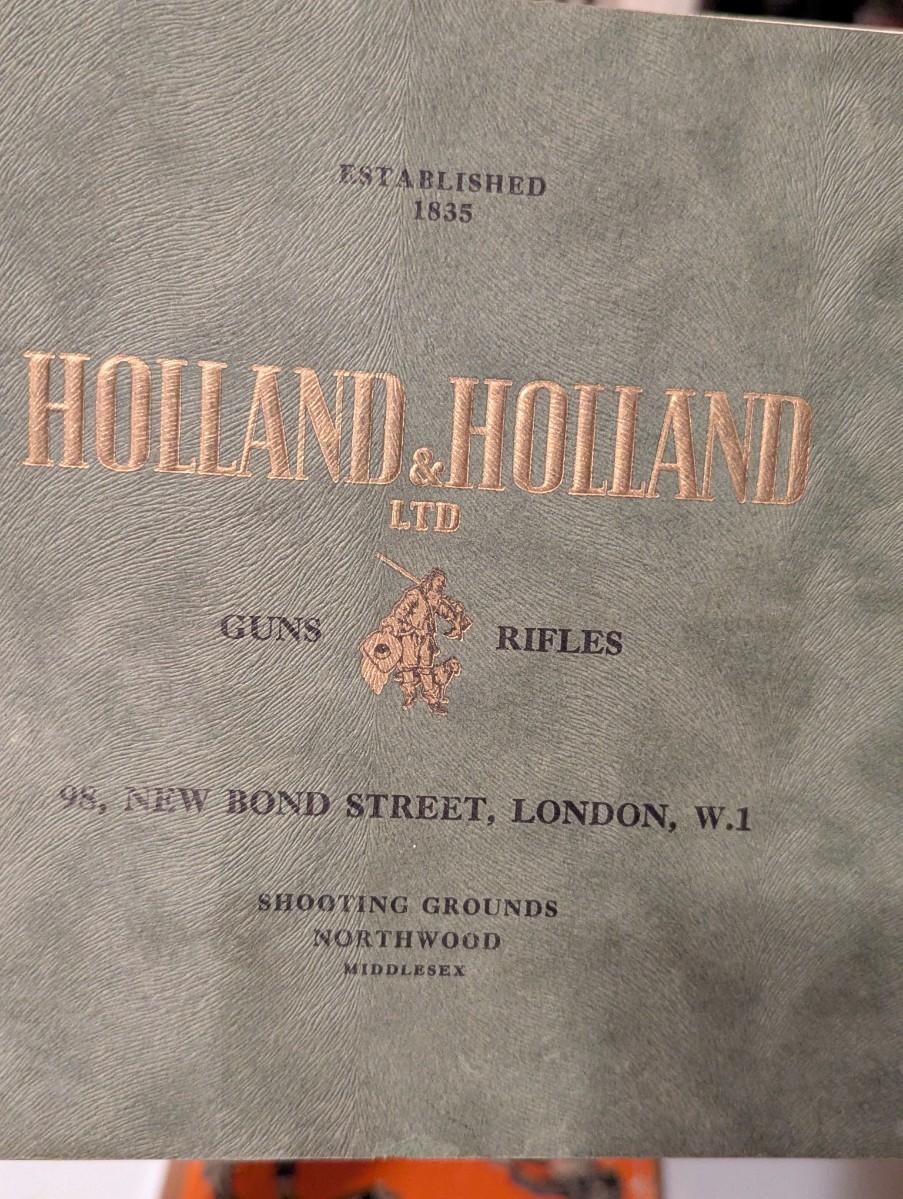 ESTABLISHED
1835
HOLLAND & HOLLAND
LTD
GUNS RIFLES
98, NEW BOND STREET, LONDON, W.1
SHOOTING GROUNDS
NORTHWOOD
MIDDLESEX